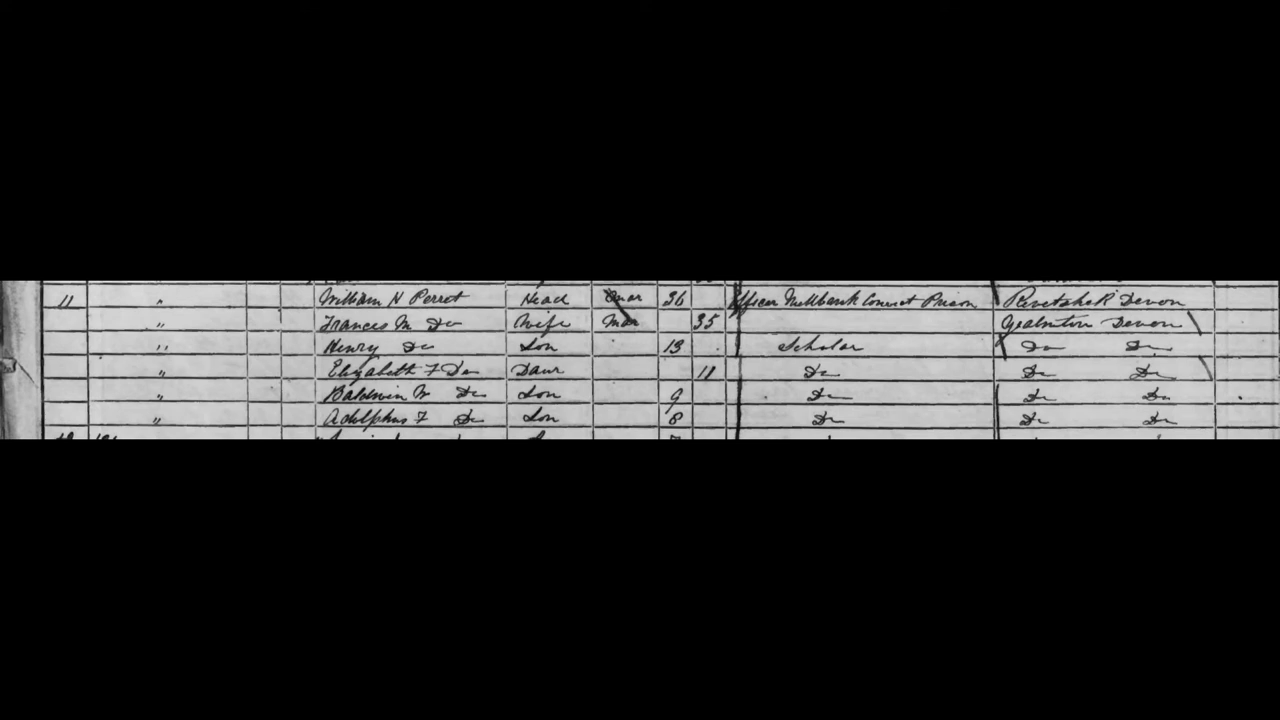 11 " William H Perret Head Mar 36 Officer Millbank Convict Prison Devon
" Frances M Do Wife Mar 35 Yealmton Devon
" Henry Do Son 13 Scholar Do Do
" Elizabeth F Do Daur 11 Do Do Do
" Baldwin W Do Son 9 Do Do Do
" Adolphus F Do Son 8 Do Do Do